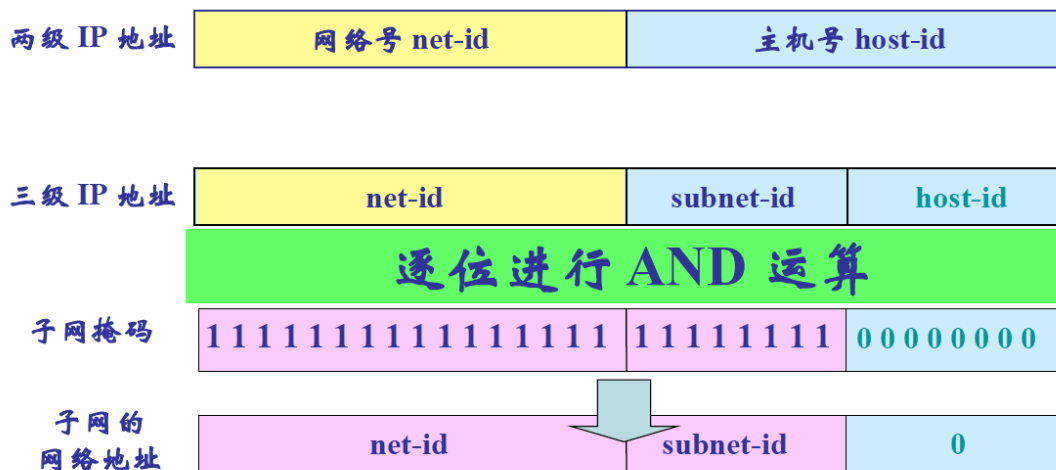 两级 IP 地址 网络号 net-id 主机号 host-id
三级 IP 地址 net-id subnet-id host-id
逐位进行 AND 运算
子网掩码 1 1 1 1 1 1 1 1 1 1 1 1 1 1 1 1 1 1 1 1 1 1 1 1 0 0 0 0 0 0 0 0
子网的
网络地址 net-id subnet-id 0